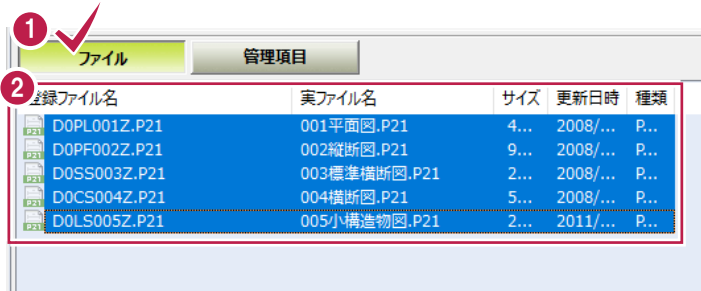 1
ファイル 管理項目
2
登録ファイル名 実ファイル名 サイズ 更新日時 種類
D0PL001Z.P21 001平面図.P21 4... 2008/... P...
D0PF002Z.P21 002縦断図.P21 9... 2008/... P...
D0SS003Z.P21 003標準横断図.P21 2... 2008/... P...
D0CS004Z.P21 004横断図.P21 5... 2008/... P...
D0LS005Z.P21 005小構造物図.P21 2... 2011/... P...